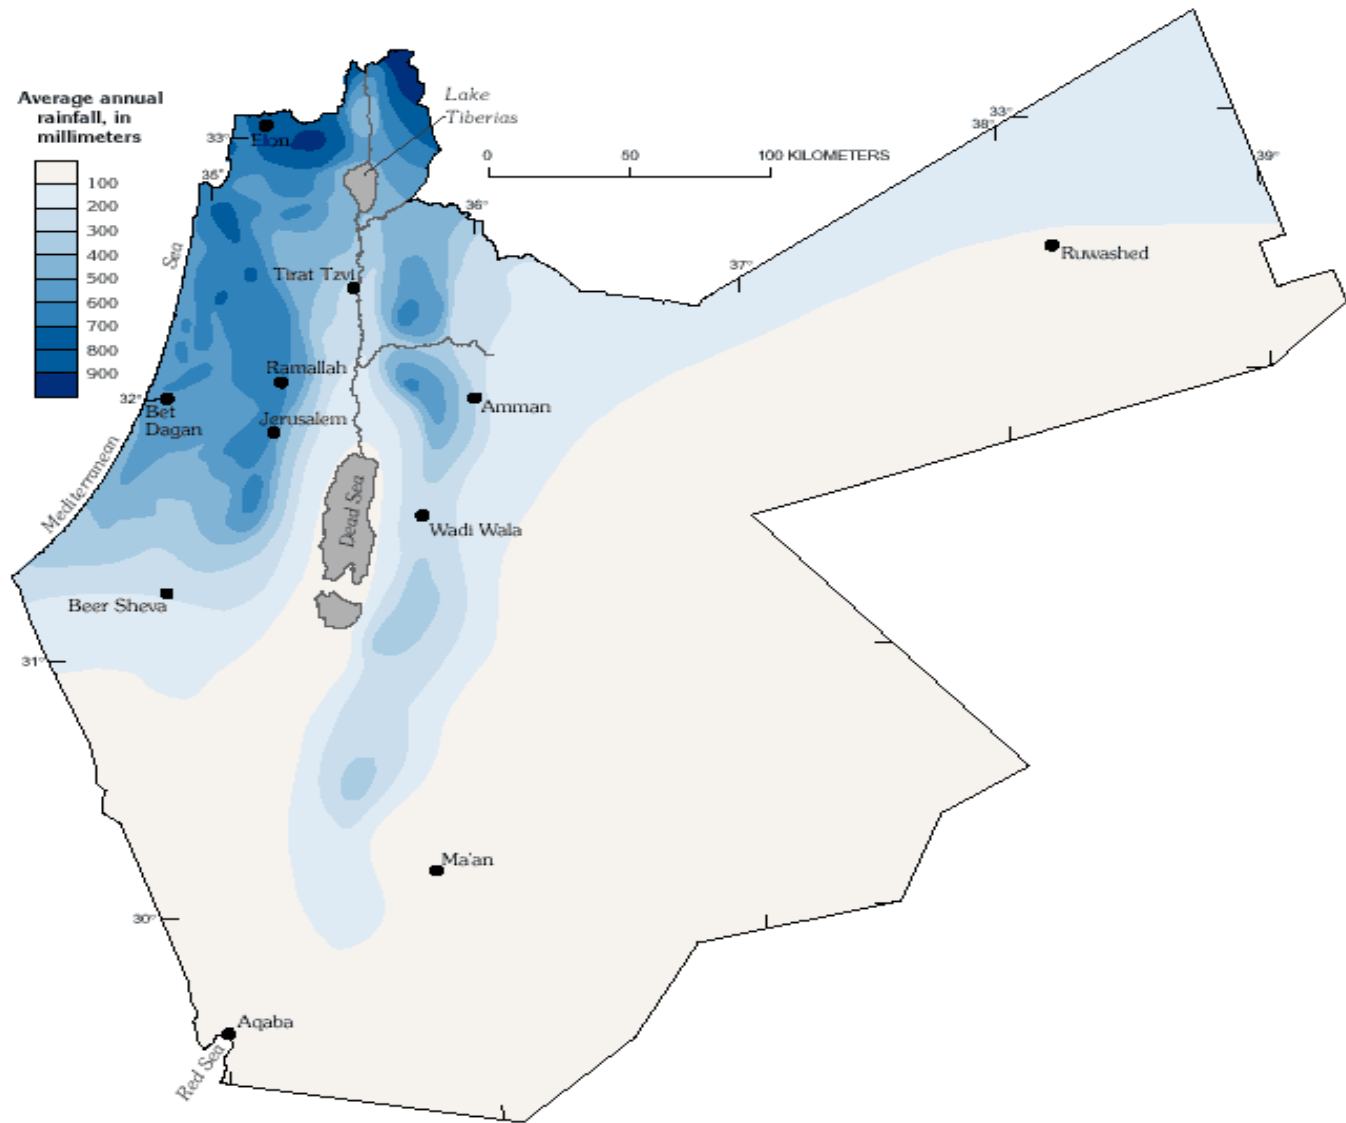 Average annual
rainfall, in
millimeters
100
200
300
400
500
600
700
800
900
Lake
Tiberias
0 50 100 KILOMETERS
33°
38°
39°
33°
35°
36°
37°
Elon
Sea
Tirat Tzvi
Ruwashed
Ramallah
32°
Bet
Dagan
Jerusalem
Amman
Mediterranean
Dead Sea
Wadi Wala
Beer Sheva
31°
Ma'an
30°
Aqaba
Red Sea